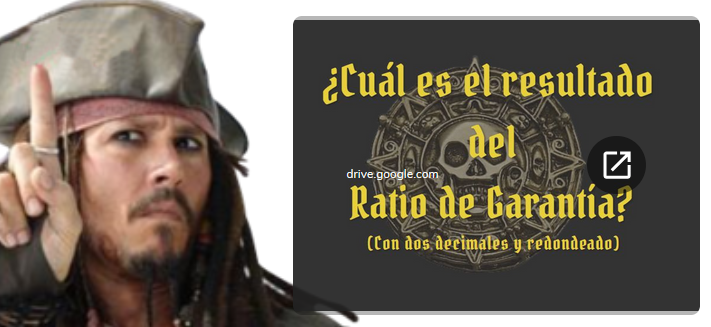 ¿Cuál es el resultado
del
drive.google.com
Ratio de Garantía?
(Con dos decimales y redondeado)